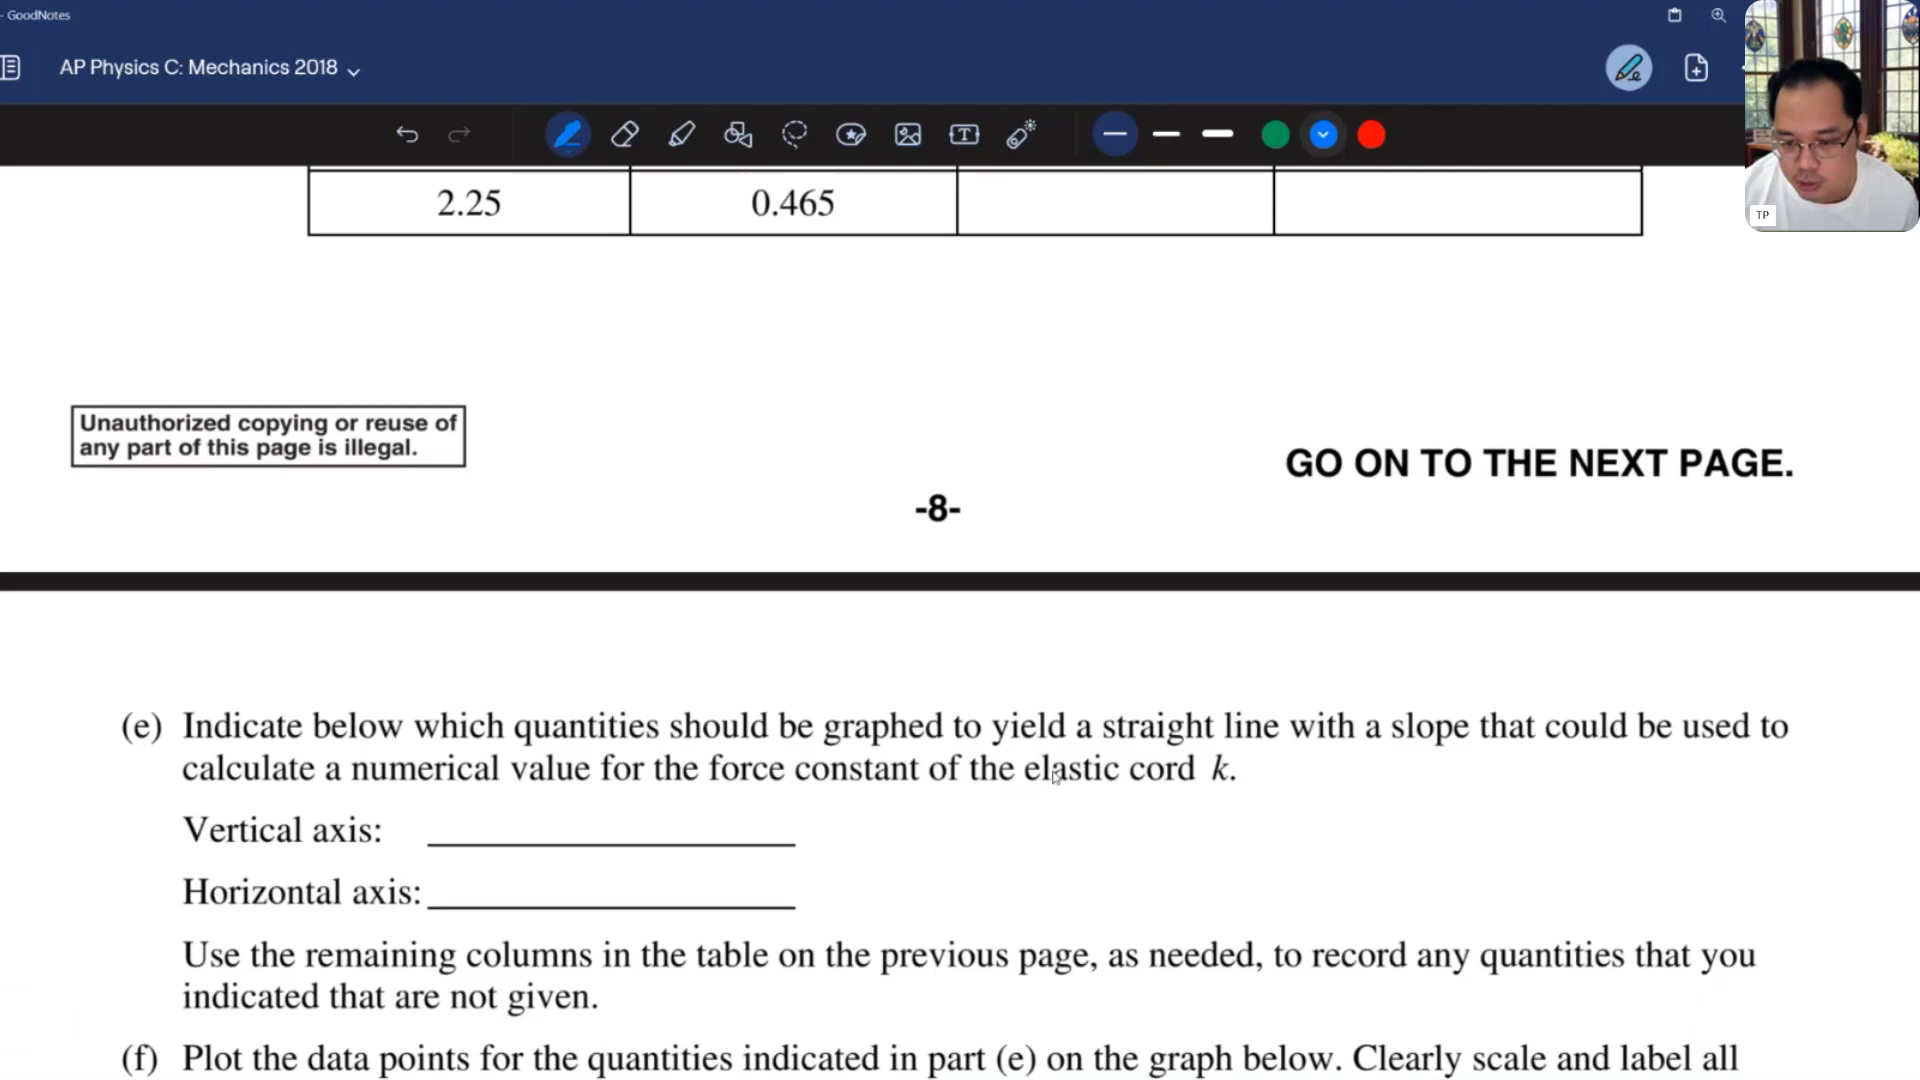 - GoodNotes
AP Physics C: Mechanics 2018
TP
2.25 0.465
Unauthorized copying or reuse of
any part of this page is illegal.
GO ON TO THE NEXT PAGE.
-8-
(e) Indicate below which quantities should be graphed to yield a straight line with a slope that could be used to
calculate a numerical value for the force constant of the elastic cord k.
Vertical axis:
Horizontal axis:
Use the remaining columns in the table on the previous page, as needed, to record any quantities that you
indicated that are not given.
(f) Plot the data points for the quantities indicated in part (e) on the graph below. Clearly scale and label all